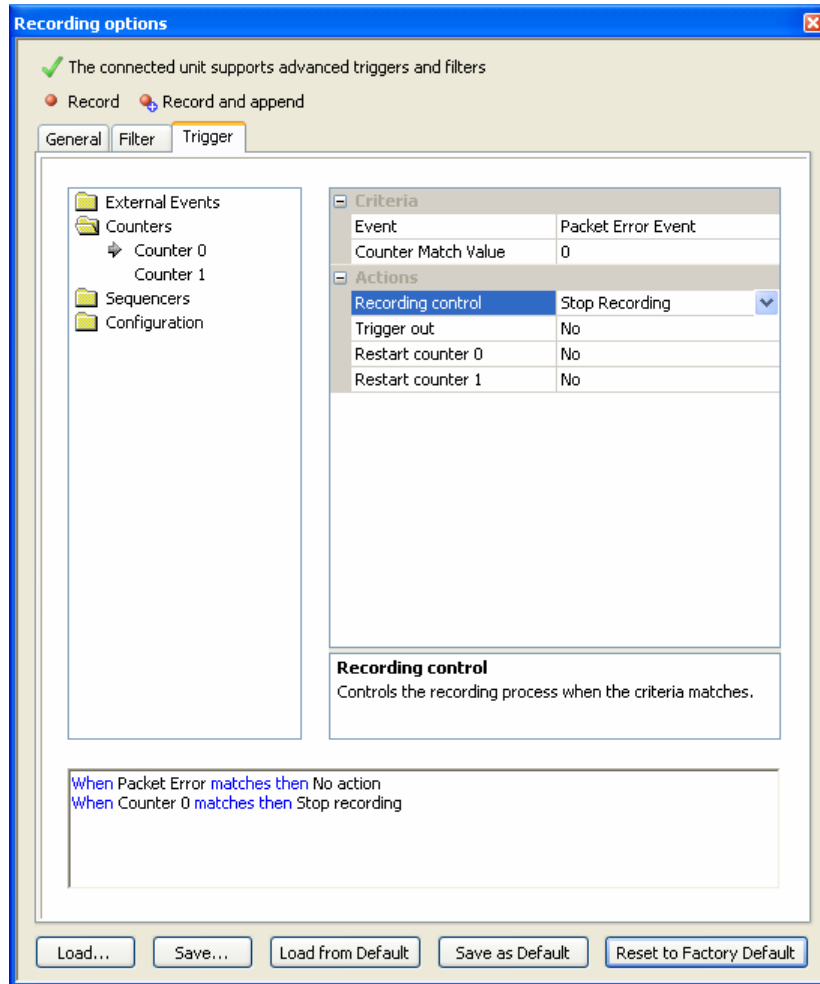 Recording options
The connected unit supports advanced triggers and filters
Record Record and append
General Filter Trigger
External Events
Counters
Counter 0
Counter 1
Sequencers
Configuration
Criteria
Event Packet Error Event
Counter Match Value 0
Actions
Recording control Stop Recording
Trigger out No
Restart counter 0 No
Restart counter 1 No
Recording control
Controls the recording process when the criteria matches.
When Packet Error matches then No action
When Counter 0 matches then Stop recording
Load... Save... Load from Default Save as Default Reset to Factory Default